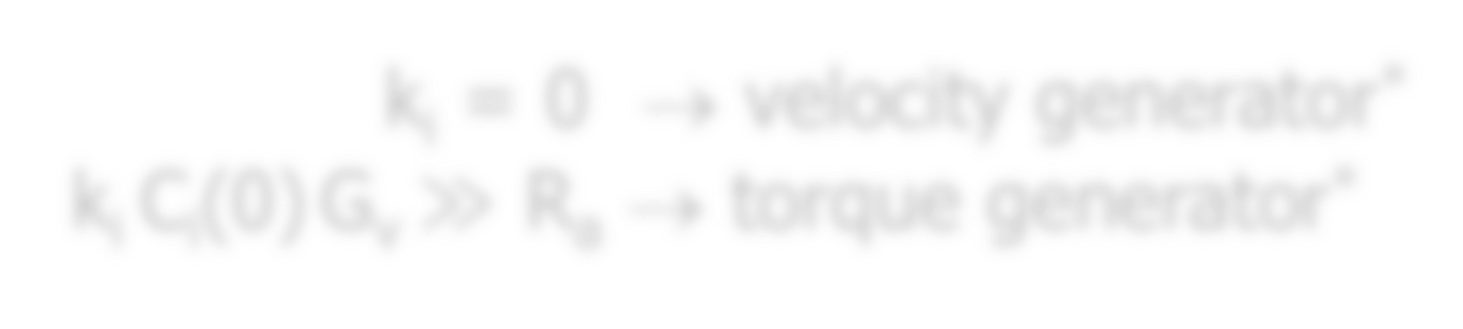 kᵢ = 0 → velocity generator*
kᵢ Cᵢ(0) Gᵥ ≫ Rₐ → torque generator*